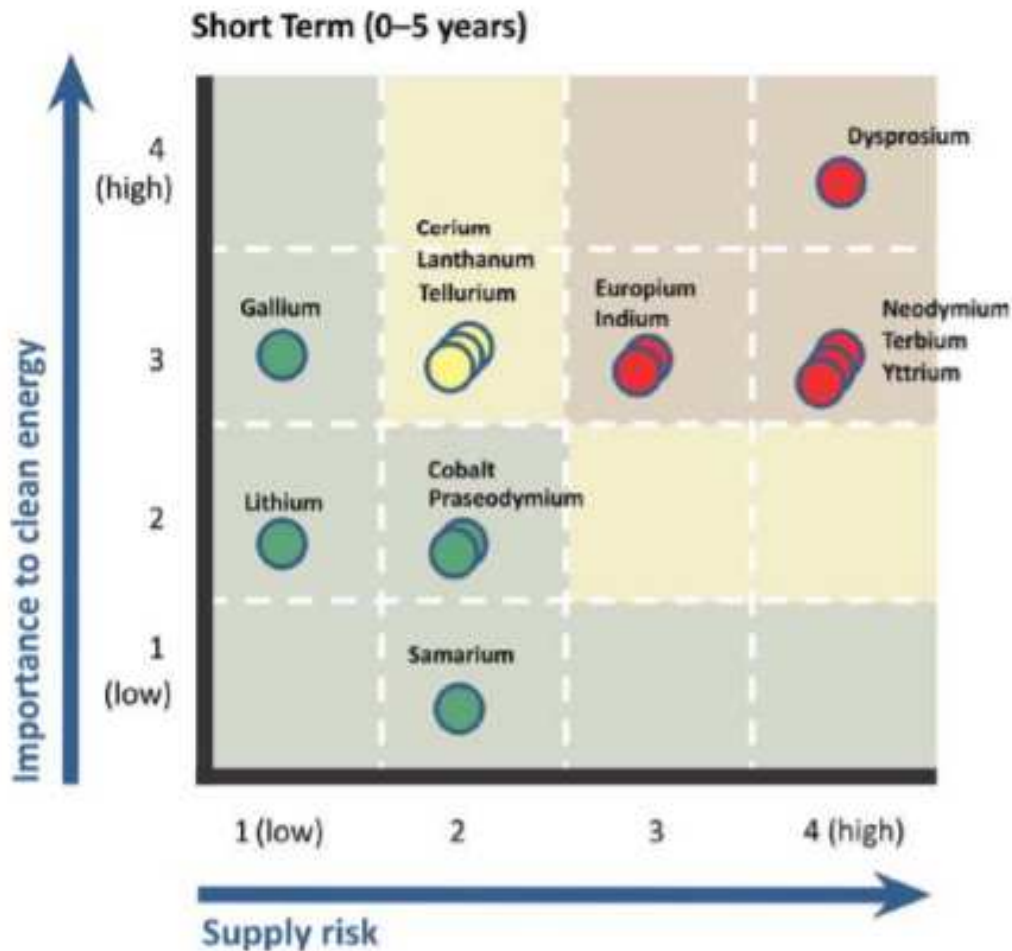 Short Term (0–5 years)
Importance to clean energy
4
(high)
3
2
1
(low)
Dysprosium
Cerium
Lanthanum
Tellurium
Gallium
Europium
Indium
Neodymium
Terbium
Yttrium
Lithium
Cobalt
Praseodymium
Samarium
1 (low)
2
3
4 (high)
Supply risk